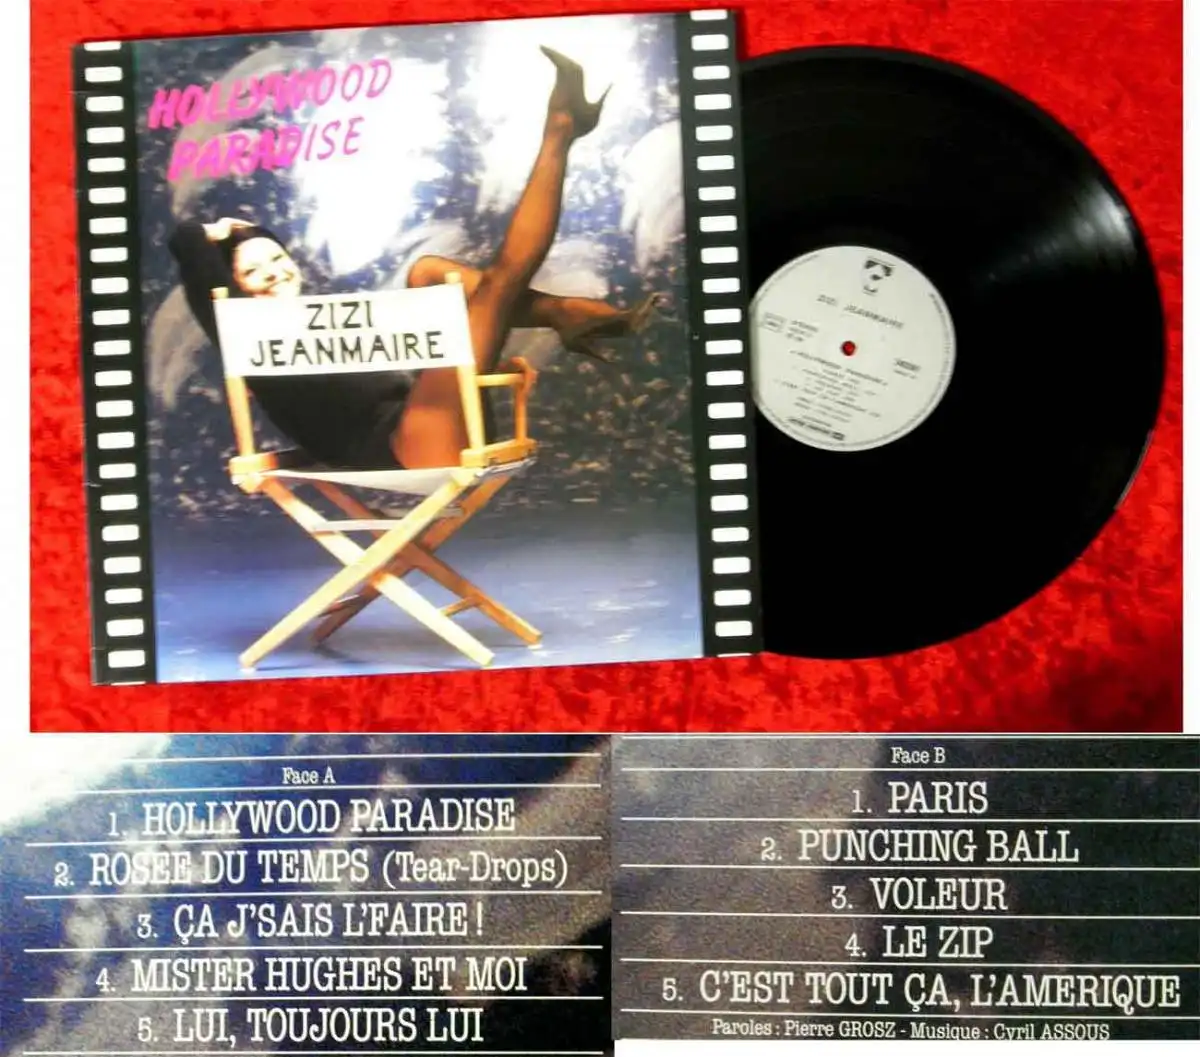 HOLLYWOOD
PARADISE
ZIZI
JEANMAIRE
ZIZI JEANMAIRE
Face A
1. HOLLYWOOD PARADISE
2. ROSEE DU TEMPS (Tear-Drops)
3. ÇA J'SAIS L'FAIRE !
4. MISTER HUGHES ET MOI
5. LUI, TOUJOURS LUI
Face B
1. PARIS
2. PUNCHING BALL
3. VOLEUR
4. LE ZIP
5. C'EST TOUT ÇA, L'AMERIQUE
Paroles : Pierre GROSZ - Musique : Cyril ASSOUS